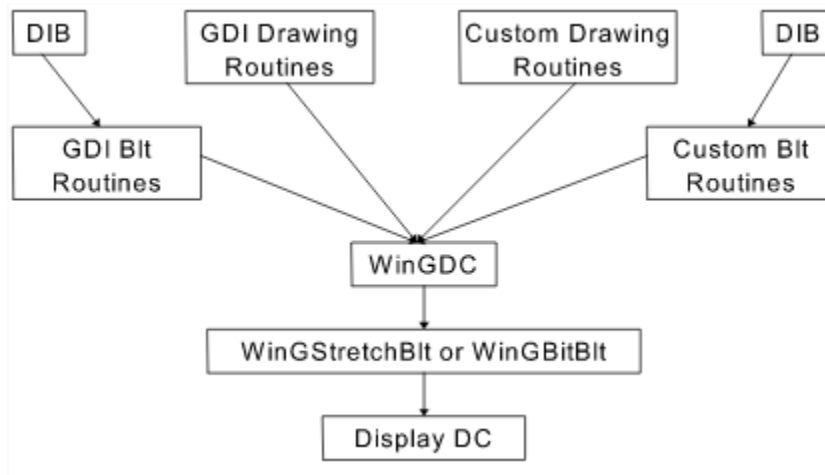 DIB
GDI Drawing
Routines
Custom Drawing
Routines
DIB
GDI Blt
Routines
Custom Blt
Routines
WinGDC
WinGStretchBlt or WinGBitBlt
Display DC